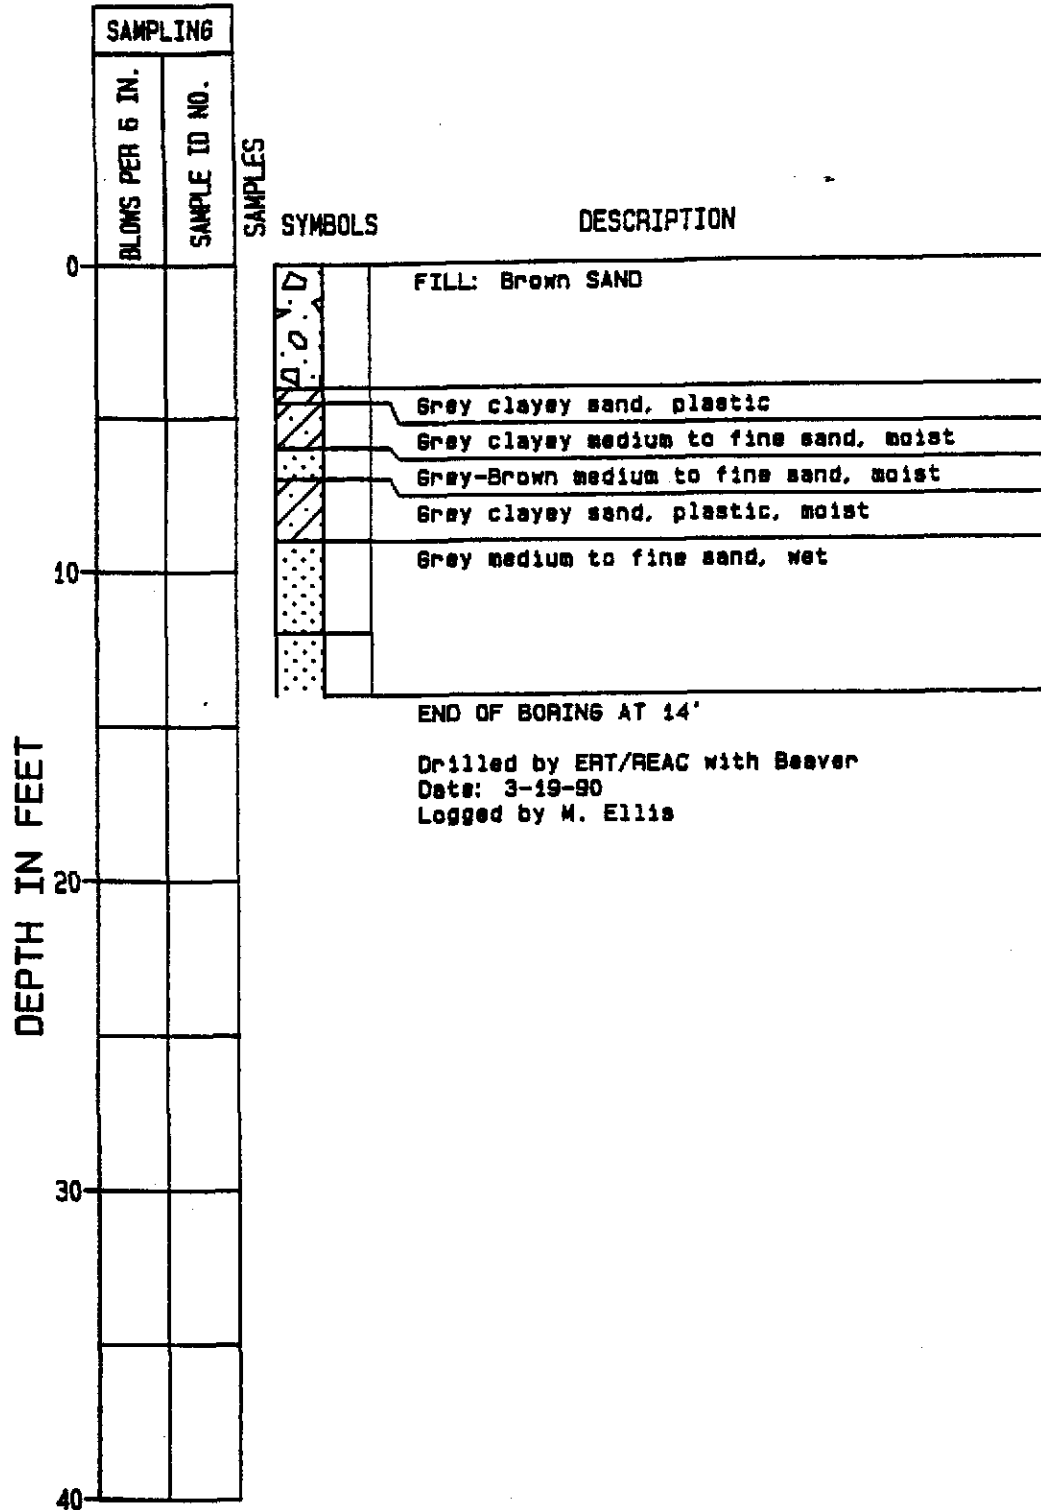 SAMPLING
BLOWS PER 6 IN.
SAMPLE ID NO.
SAMPLES
SYMBOLS
DESCRIPTION
0
FILL: Brown SAND
Grey clayey sand, plastic
Grey clayey medium to fine sand, moist
Grey-Brown medium to fine sand, moist
Grey clayey sand, plastic, moist
Grey medium to fine sand, wet
10
END OF BORING AT 14'
Drilled by ERT/REAC with Beaver
Date: 3-19-90
Logged by M. Ellis
DEPTH IN FEET
20
30
40